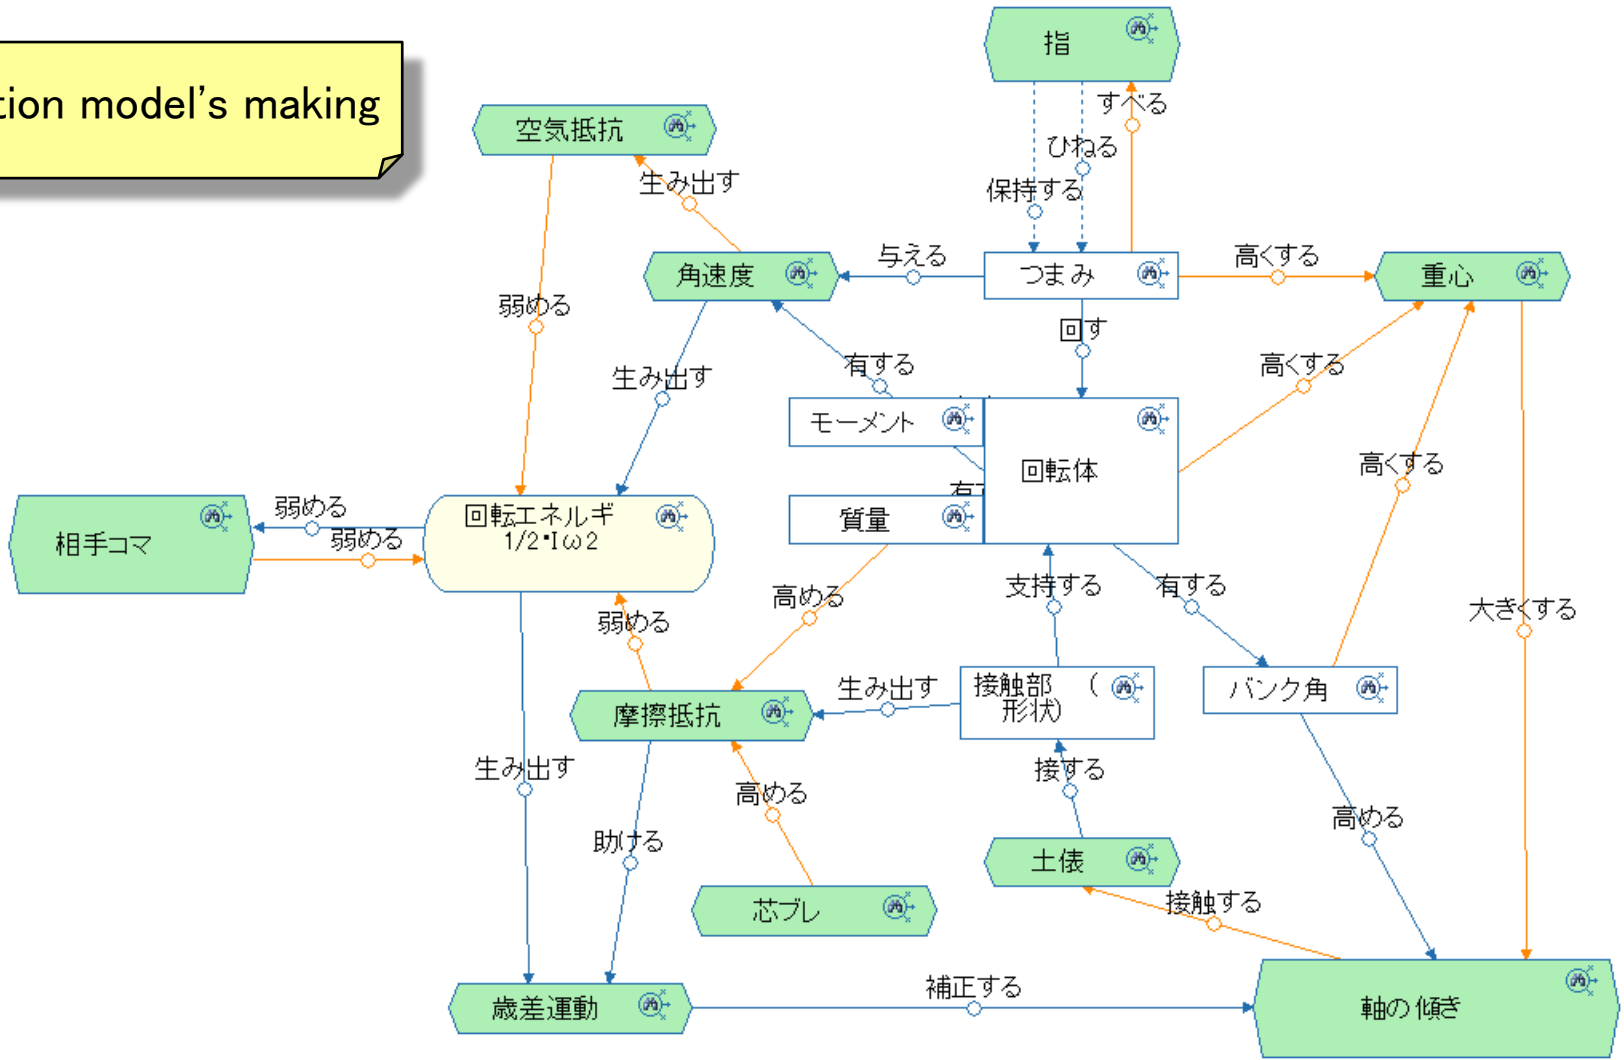 指
tion model's making
すべる
空気抵抗
ひねる
生み出す
保持する
与える
高くする
角速度
つまみ
重心
弱める
回す
有する
高くする
生み出す
モーメント
回転体
高くする
弱める
回転エネルギ
1/2・Iω2
質量
相手コマ
弱める
高める
支持する
有する
弱める
大きくする
生み出す
接触部 (
形状)
バンク角
摩擦抵抗
生み出す
接する
高める
高める
助ける
土俵
接触する
芯ブレ
補正する
歳差運動
軸の傾き